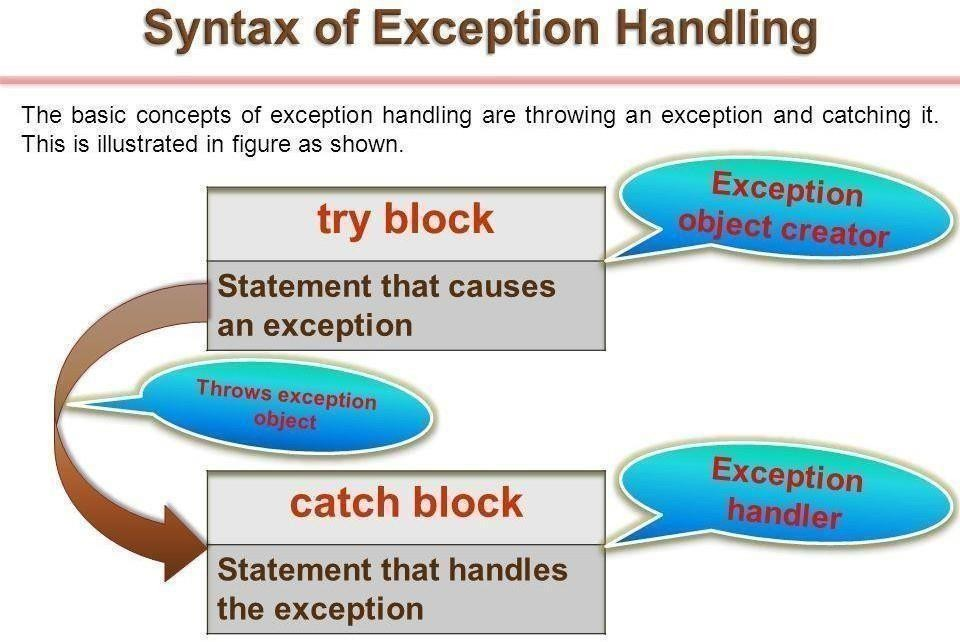 Syntax of Exception Handling
The basic concepts of exception handling are throwing an exception and catching it.
This is illustrated in figure as shown.
try block
Exception
object creator
Statement that causes
an exception
Throws exception
object
catch block
Exception
handler
Statement that handles
the exception